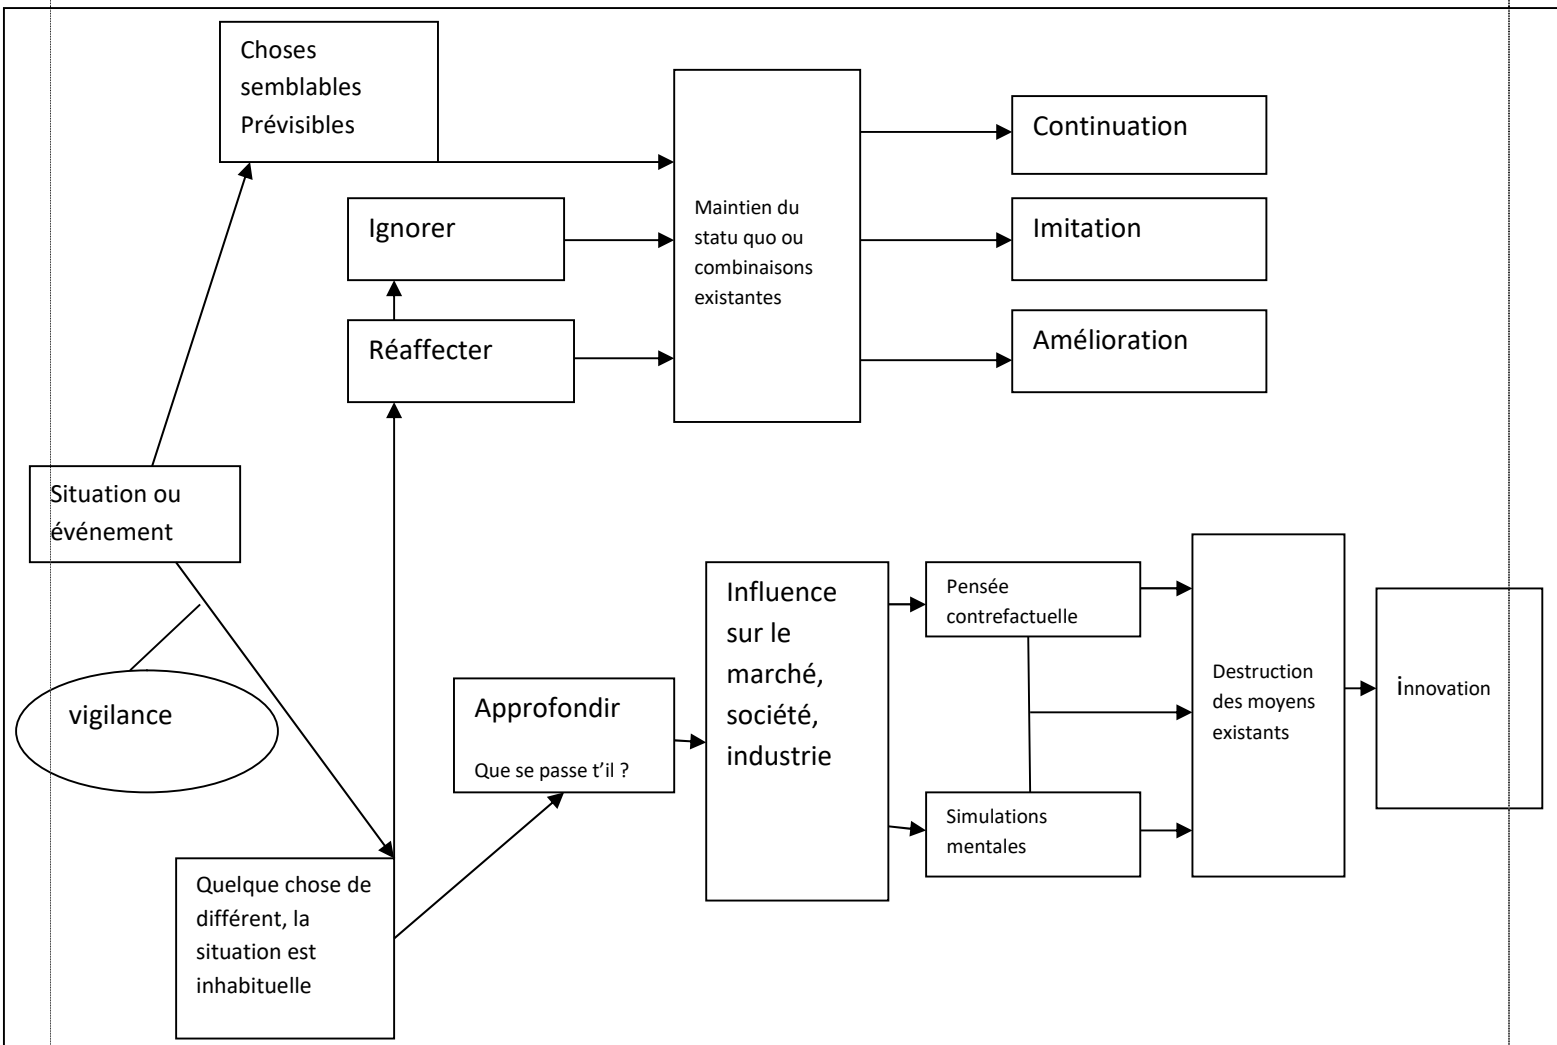 Choses
semblables
Prévisibles
Continuation
Ignorer
Maintien du
statu quo ou
combinaisons
existantes
Imitation
Réaffecter
Amélioration
Situation ou
événement
vigilance
Quelque chose de
différent, la
situation est
inhabituelle
Approfondir
Que se passe t’il ?
Influence
sur le
marché,
société,
industrie
Pensée
contrefactuelle
Simulations
mentales
Destruction
des moyens
existants
innovation